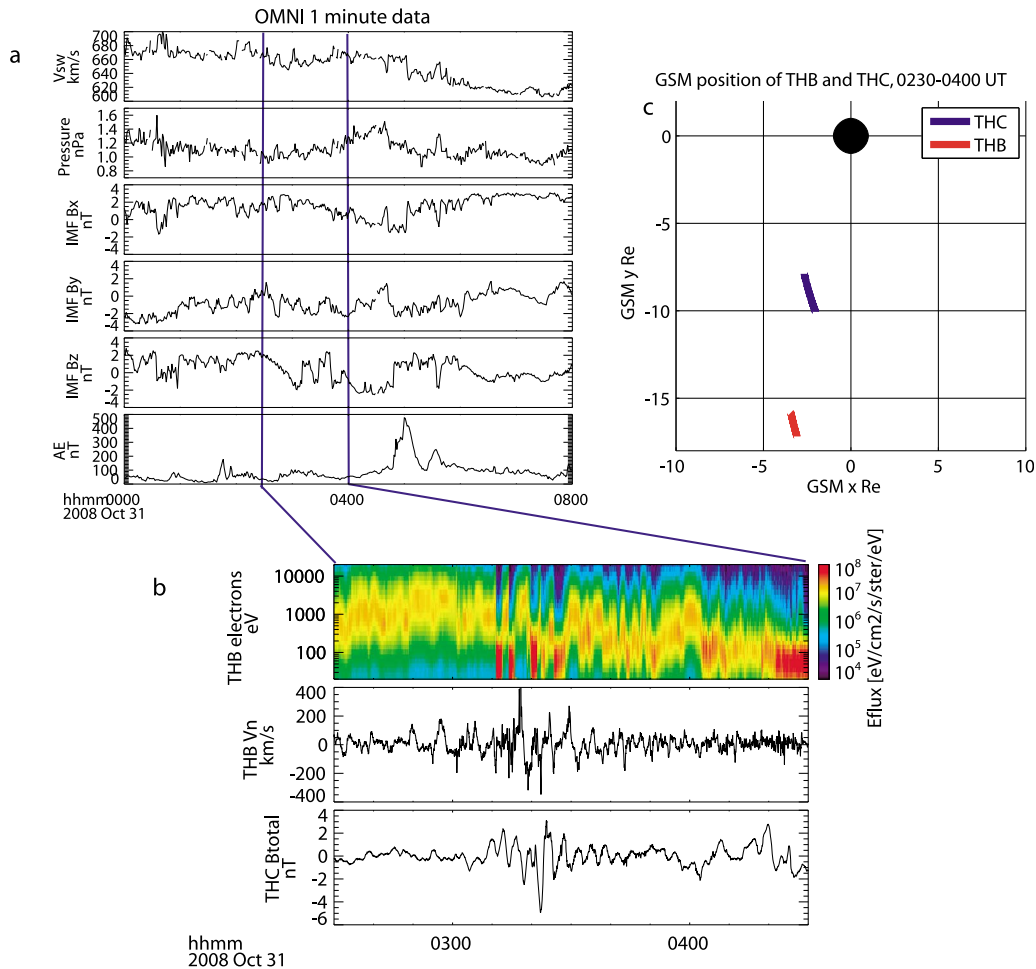 OMNI 1 minute data
a
Vsw
km/s
700
680
660
640
620
600
Pressure
nPa
1.6
1.4
1.2
1.0
0.8
IMF Bx
nT
4
2
0
-2
-4
IMF By
nT
4
2
0
-2
-4
IMF Bz
nT
4
2
0
-2
-4
AE
nT
500
400
300
200
100
0
hhmm 0000
0400
0800
2008 Oct 31
GSM position of THB and THC, 0230-0400 UT
c
THC
THB
GSM y Re
0
-5
-10
-15
-10
-5
0
5
10
GSM x Re
b
THB electrons
eV
10000
1000
100
10^8
10^7
10^6
10^5
10^4
Eflux [eV/cm2/s/ster/eV]
THB Vn
km/s
400
200
0
-200
-400
THC Btotal
nT
4
2
0
-2
-4
-6
hhmm
0300
0400
2008 Oct 31